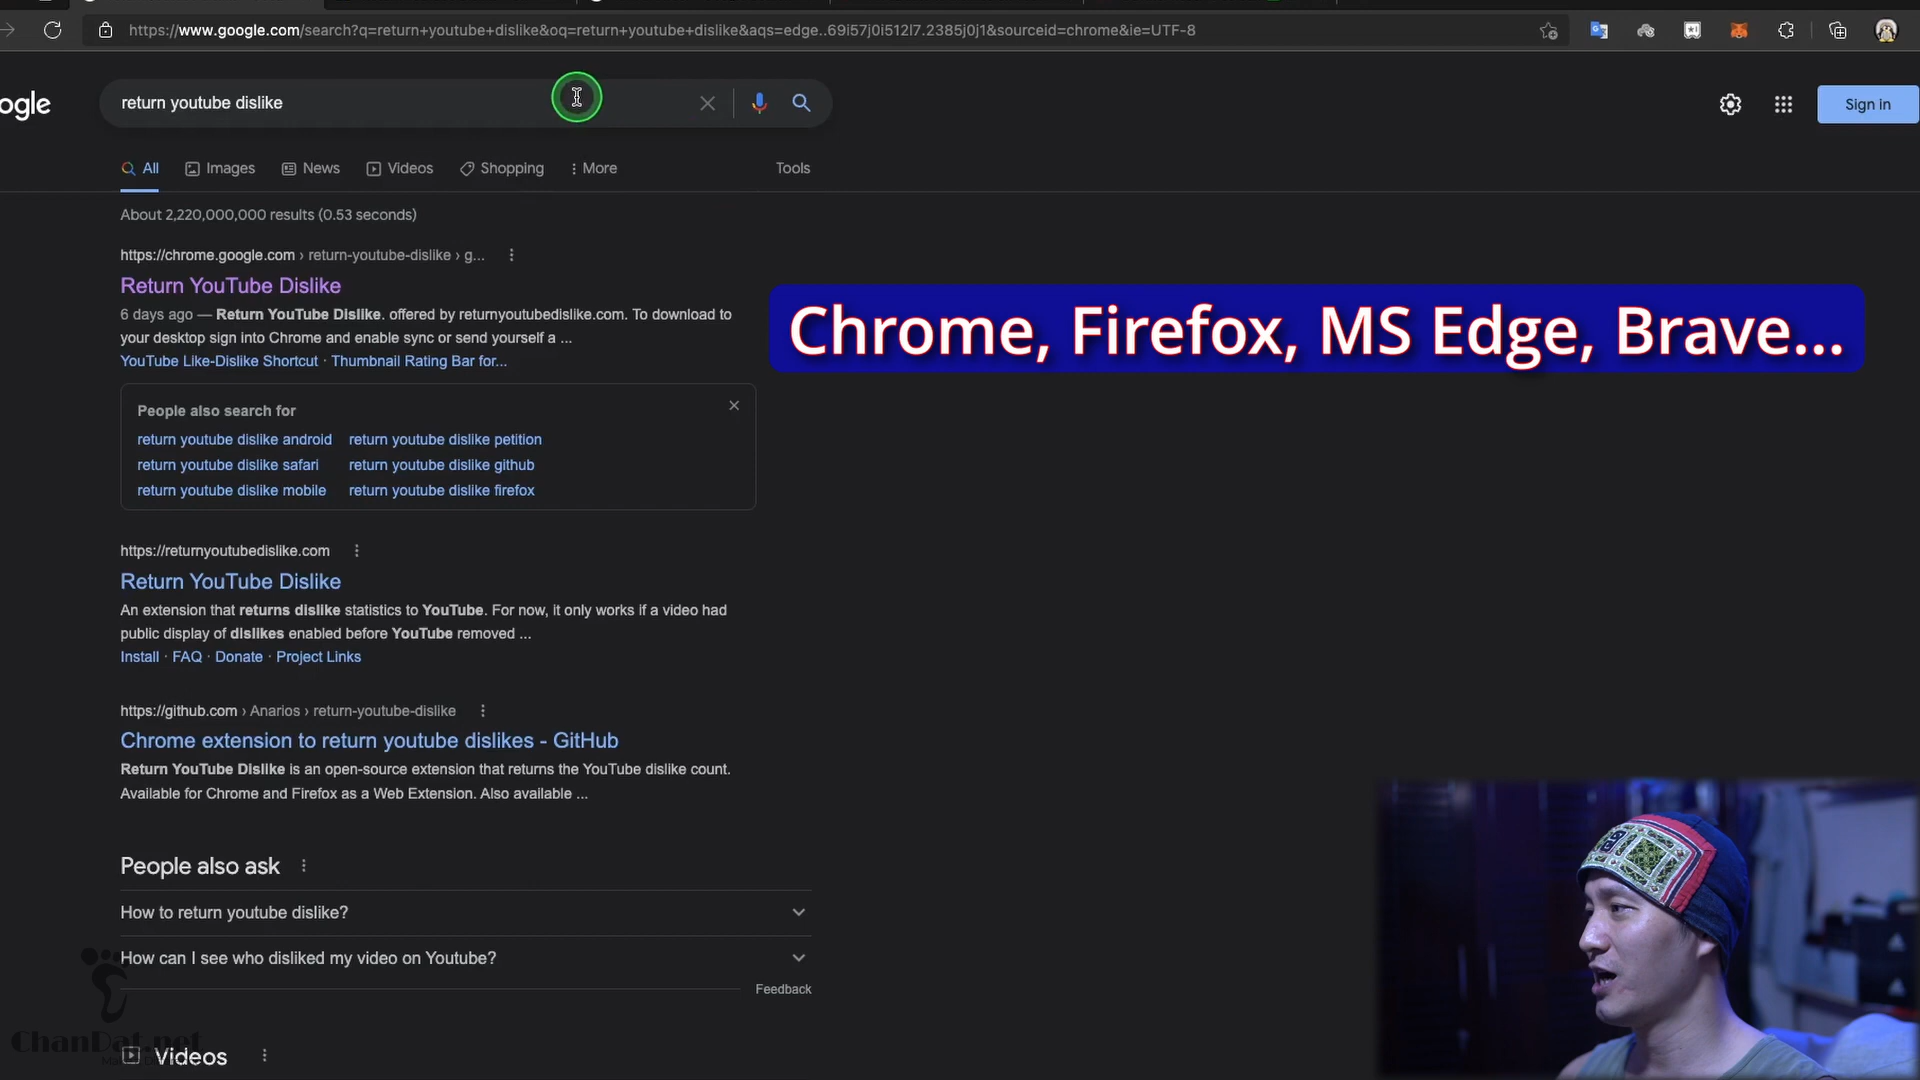 https://www.google.com/search?q=return+youtube+dislike&oq=return+youtube+dislike&aqs=edge..69i57j0i512l7.2385j0j1&sourceid=chrome&ie=UTF-8
ogle
return youtube dislike
Sign in
All
Images
News
Videos
Shopping
More
Tools
About 2,220,000,000 results (0.53 seconds)
https://chrome.google.com › return-youtube-dislike › g...
Return YouTube Dislike
6 days ago — Return YouTube Dislike. offered by returnyoutubedislike.com. To download to
your desktop sign into Chrome and enable sync or send yourself a ...
YouTube Like-Dislike Shortcut · Thumbnail Rating Bar for...
Chrome, Firefox, MS Edge, Brave...
People also search for
return youtube dislike android
return youtube dislike petition
return youtube dislike safari
return youtube dislike github
return youtube dislike mobile
return youtube dislike firefox
https://returnyoutubedislike.com
Return YouTube Dislike
An extension that returns dislike statistics to YouTube. For now, it only works if a video had
public display of dislikes enabled before YouTube removed ...
Install · FAQ · Donate · Project Links
https://github.com › Anarios › return-youtube-dislike
Chrome extension to return youtube dislikes - GitHub
Return YouTube Dislike is an open-source extension that returns the YouTube dislike count.
Available for Chrome and Firefox as a Web Extension. Also available ...
People also ask
How to return youtube dislike?
How can I see who disliked my video on Youtube?
Feedback
ChanDat.net
Videos